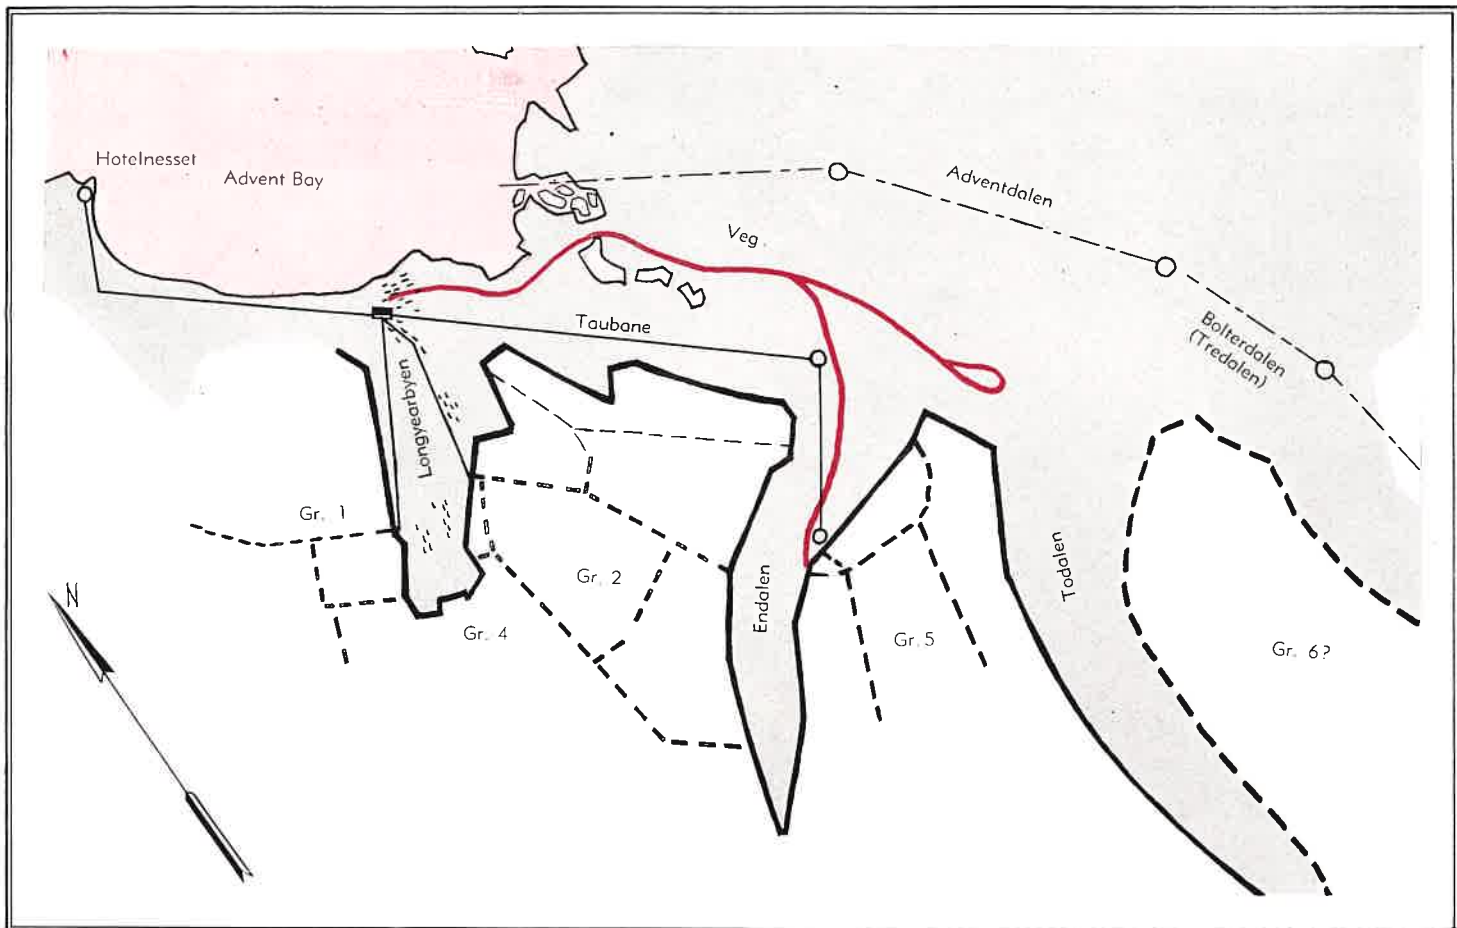 Hotelnesset
Advent Bay
Adventdalen
Veg
Bolterdalen
(Tredalen)
Taubane
Longyearbyen
Gr. 1
Gr. 2
Gr. 4
Endalen
Gr. 5
Todalen
Gr. 6?
N